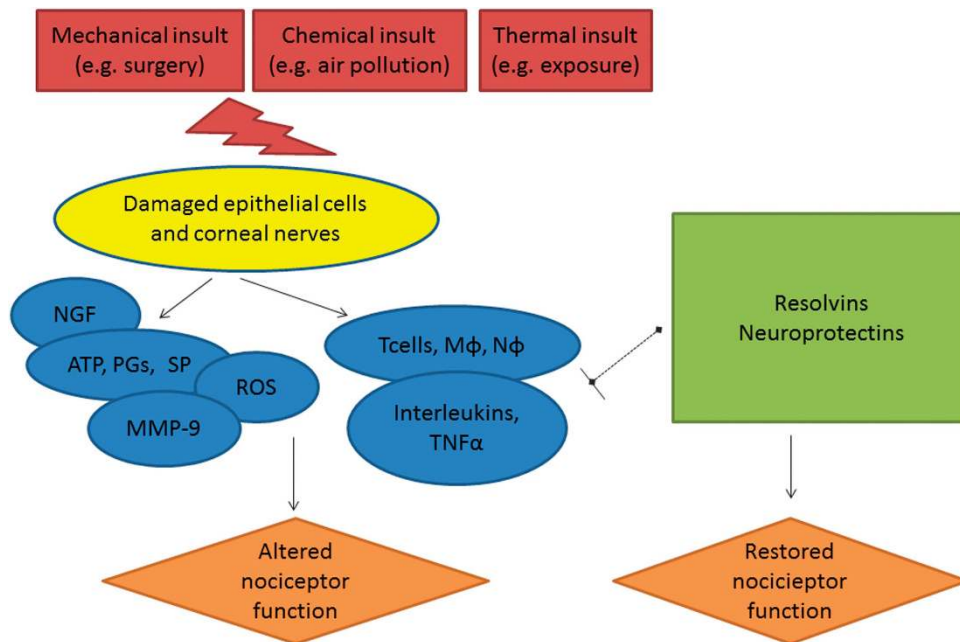 Mechanical insult
(e.g. surgery)
Chemical insult
(e.g. air pollution)
Thermal insult
(e.g. exposure)
Damaged epithelial cells
and corneal nerves
NGF
ATP, PGs, SP
ROS
MMP-9
Tcells, Mϕ, Nϕ
Interleukins,
TNFα
Resolvins
Neuroprotectins
Altered
nociceptor
function
Restored
nocicieptor
function